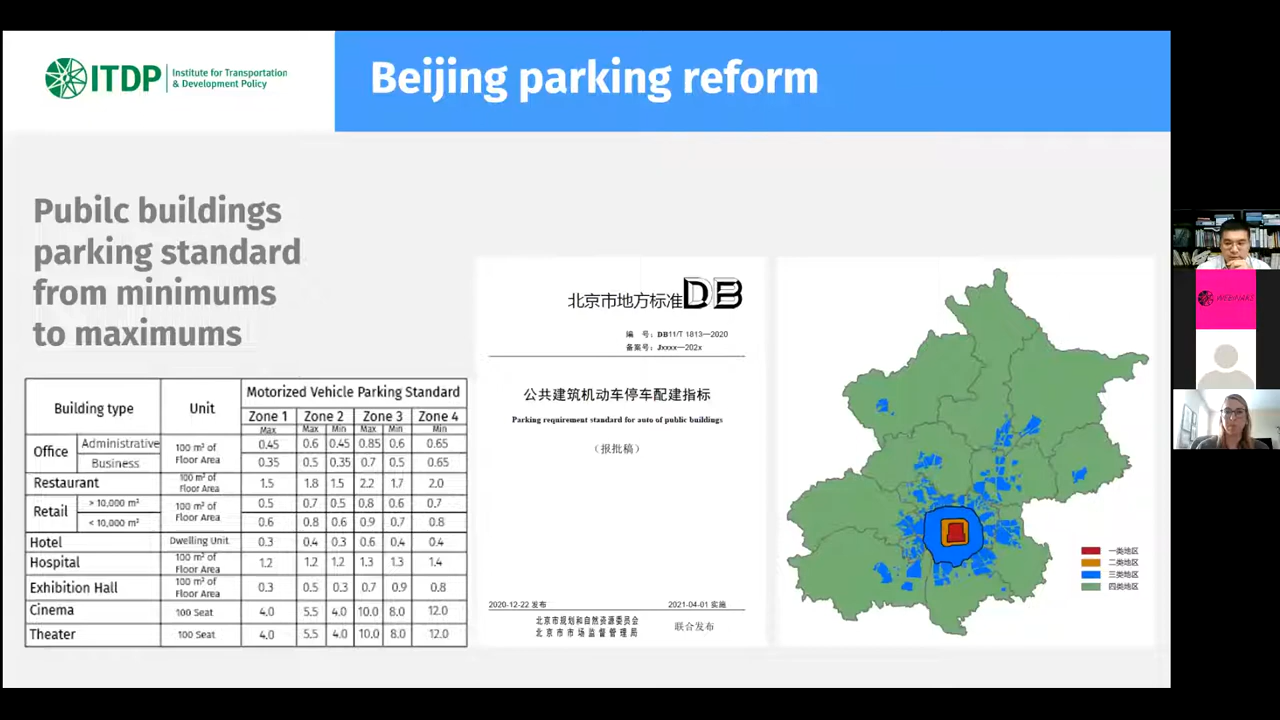 ITDP
Institute for Transportation
& Development Policy
Beijing parking reform
Pubilc buildings
parking standard
from minimums
to maximums
Building type Unit Motorized Vehicle Parking Standard
Zone 1 Zone 2 Zone 3 Zone 4
Max Max Min Max Min Min
Office Administrative 100 m² of Floor Area 0.45 0.6 0.45 0.85 0.6 0.65
Business 0.35 0.5 0.35 0.7 0.5 0.65
Restaurant 100 m² of Floor Area 1.5 1.8 1.5 2.2 1.7 2.0
Retail > 10,000 m² 100 m² of Floor Area 0.5 0.7 0.5 0.8 0.6 0.7
< 10,000 m² 0.6 0.8 0.6 0.9 0.7 0.8
Hotel Dwelling Unit 0.3 0.4 0.3 0.6 0.4 0.4
Hospital 100 m² of Floor Area 1.2 1.2 1.2 1.3 1.3 1.4
Exhibition Hall 100 m² of Floor Area 0.3 0.5 0.3 0.7 0.9 0.8
Cinema 100 Seat 4.0 5.5 4.0 10.0 8.0 12.0
Theater 100 Seat 4.0 5.5 4.0 10.0 8.0 12.0
北京市地方标准DB
编 号：DB11/T 1813—2020
备案号：Jxxxx—202x
公共建筑机动车停车配建指标
Parking requirement standard for auto of public buildings
（报批稿）
2020-12-22 发布 2021-04-01 实施
北京市规划和自然资源委员会
北京市市场监督管理局
联合发布
一类地区
二类地区
三类地区
四类地区
WEBINARS